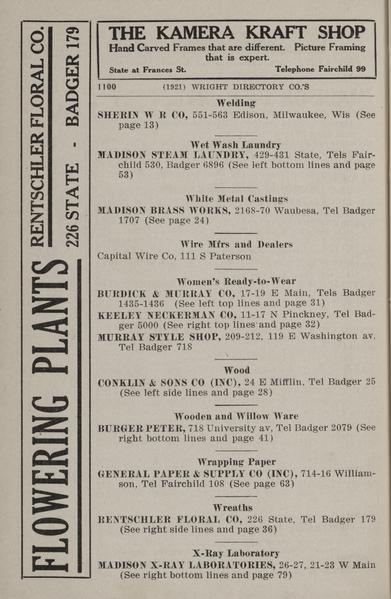 THE KAMERA KRAFT SHOP
Hand Carved Frames that are different. Picture Framing
that is expert.
State at Frances St. Telephone Fairchild 99
1100 (1921) WRIGHT DIRECTORY CO.'S
Welding
SHERIN W R CO, 551-563 Edison, Milwaukee, Wis (See
page 13)
Wet Wash Laundry
MADISON STEAM LAUNDRY, 429-431 State, Tels Fair-
child 530, Badger 6896 (See left bottom lines and page
53)
White Metal Castings
MADISON BRASS WORKS, 2168-70 Waubesa, Tel Badger
1707 (See page 24)
Wire Mfrs and Dealers
Capital Wire Co, 111 S Paterson
Women's Ready-to-Wear
BURDICK & MURRAY CO, 17-19 E Main, Tels Badger
1435-1436 (See left top lines and page 31)
KEELEY NECKERMAN CO, 11-17 N Pinckney, Tel Bad-
ger 5000 (See right top lines and page 32)
MURRAY STYLE SHOP, 209-212, 119 E Washington av,
Tel Badger 718
Wood
CONKLIN & SONS CO (INC), 24 E Mifflin, Tel Badger 25
(See left side lines and page 28)
Wooden and Willow Ware
BURGER PETER, 718 University av, Tel Badger 2079 (See
right bottom lines and page 41)
Wrapping Paper
GENERAL PAPER & SUPPLY CO (INC), 714-16 William-
son, Tel Fairchild 108 (See page 63)
Wreaths
RENTSCHLER FLORAL CO, 226 State, Tel Badger 179
(See right side lines and page 36)
X-Ray Laboratory
MADISON X-RAY LABORATORIES, 26-27, 21-23 W Main
(See right bottom lines and page 79)
FLOWERING PLANTS
RENTSCHLER FLORAL CO.
226 STATE - BADGER 179